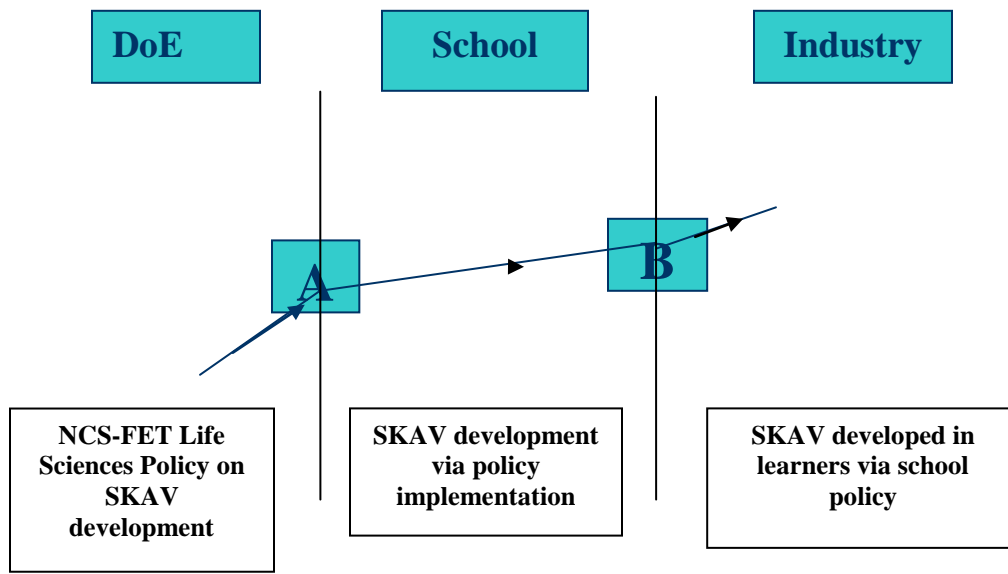 DoE
School
Industry
A
B
NCS-FET Life
Sciences Policy on
SKAV
development
SKAV development
via policy
implementation
SKAV developed in
learners via school
policy